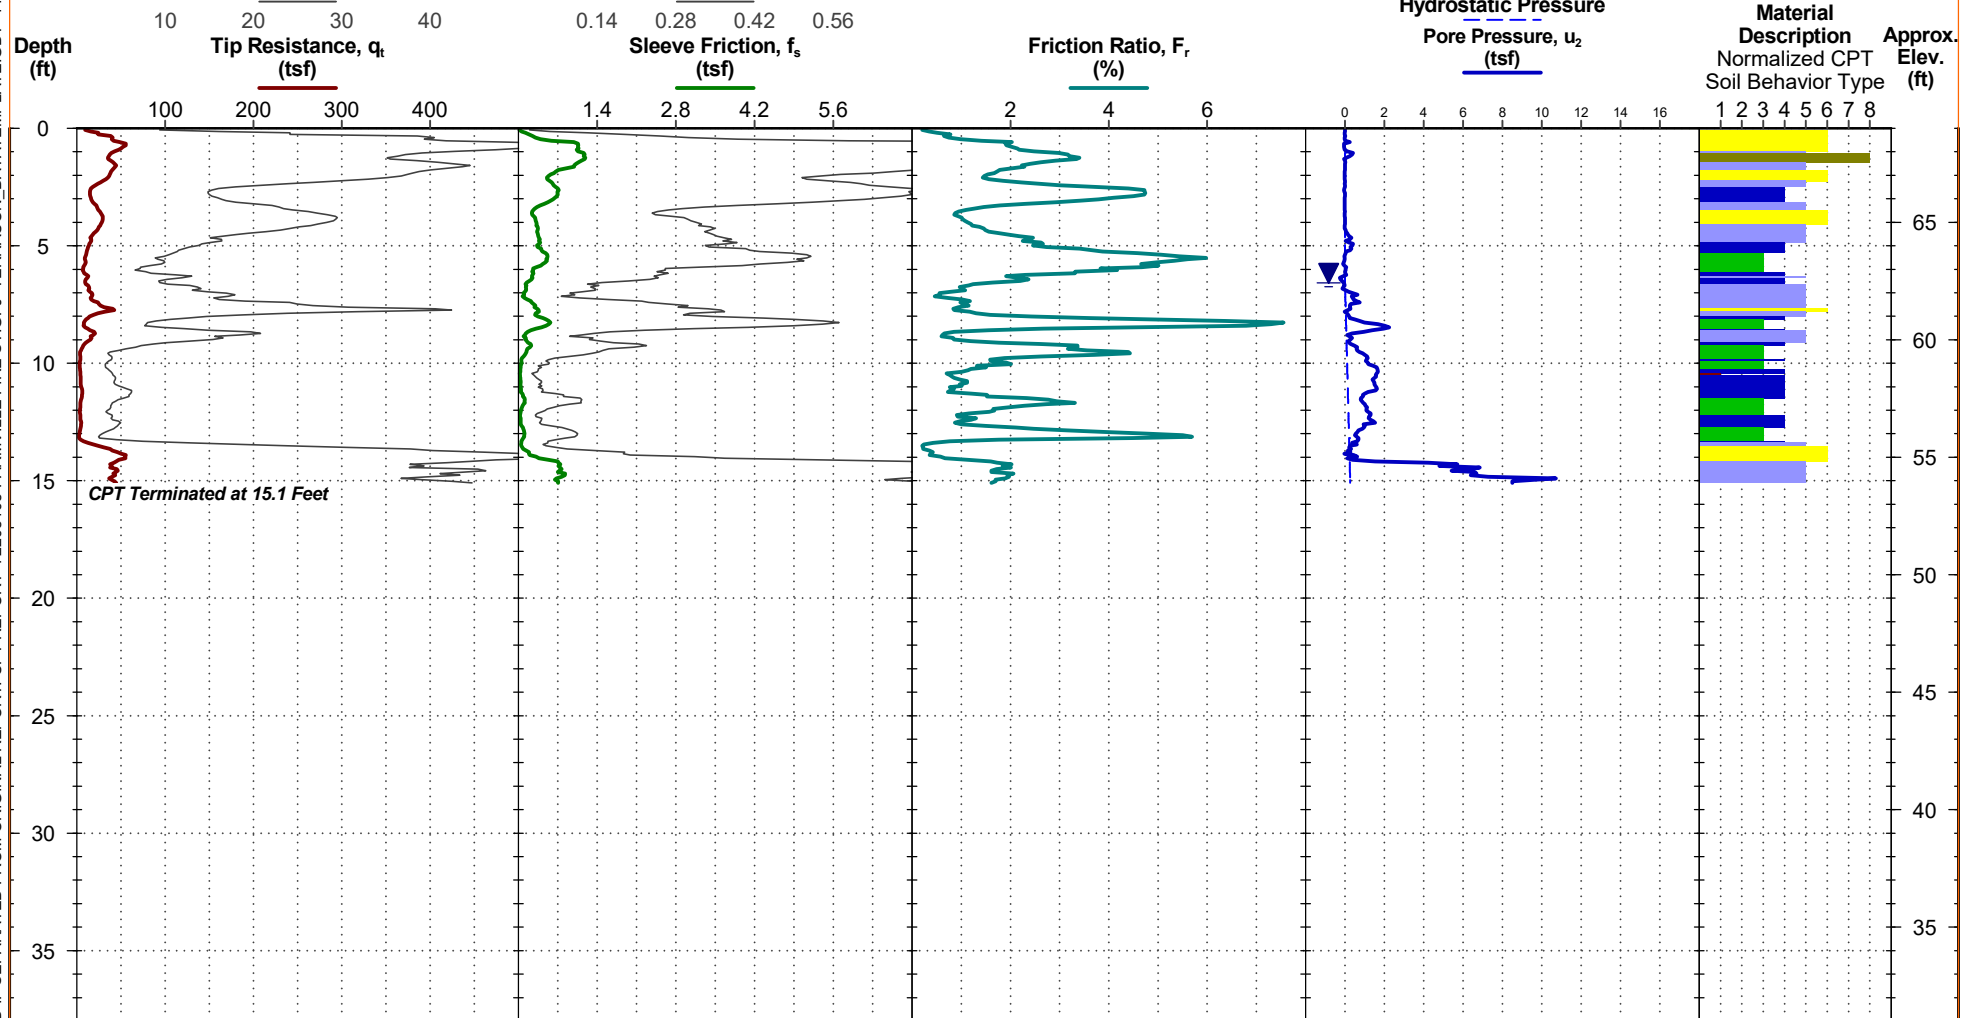 10 20 30 40 0.14 0.28 0.42 0.56
Hydrostatic Pressure
Depth
(ft)
Tip Resistance, qt
(tsf)
Sleeve Friction, fs
(tsf)
Friction Ratio, Fr
(%)
Pore Pressure, u2
(tsf)
Material
Description
Normalized CPT
Soil Behavior Type
Approx.
Elev.
(ft)
100 200 300 400 1.4 2.8 4.2 5.6 2 4 6 0 2 4 6 8 10 12 14 16 1 2 3 4 5 6 7 8
0
65
5
60
10
55
15
CPT Terminated at 15.1 Feet
50
20
45
25
40
30
35
35